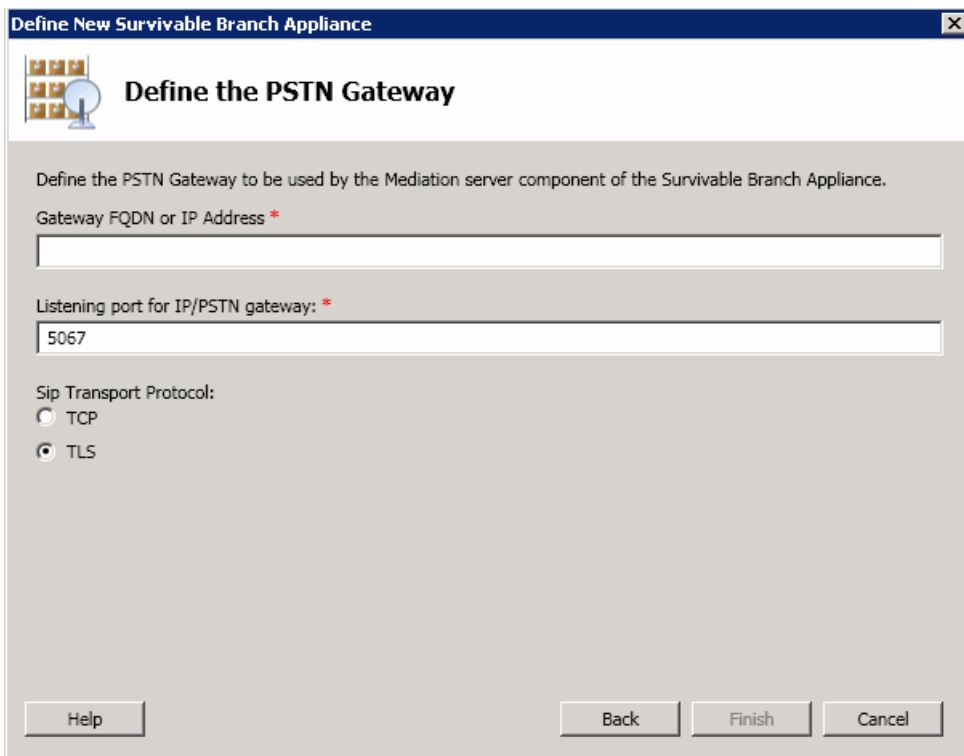 Define New Survivable Branch Appliance
Define the PSTN Gateway
Define the PSTN Gateway to be used by the Mediation server component of the Survivable Branch Appliance.
Gateway FQDN or IP Address *
Listening port for IP/PSTN gateway: *
5067
Sip Transport Protocol:
TCP
TLS
Help Back Finish Cancel